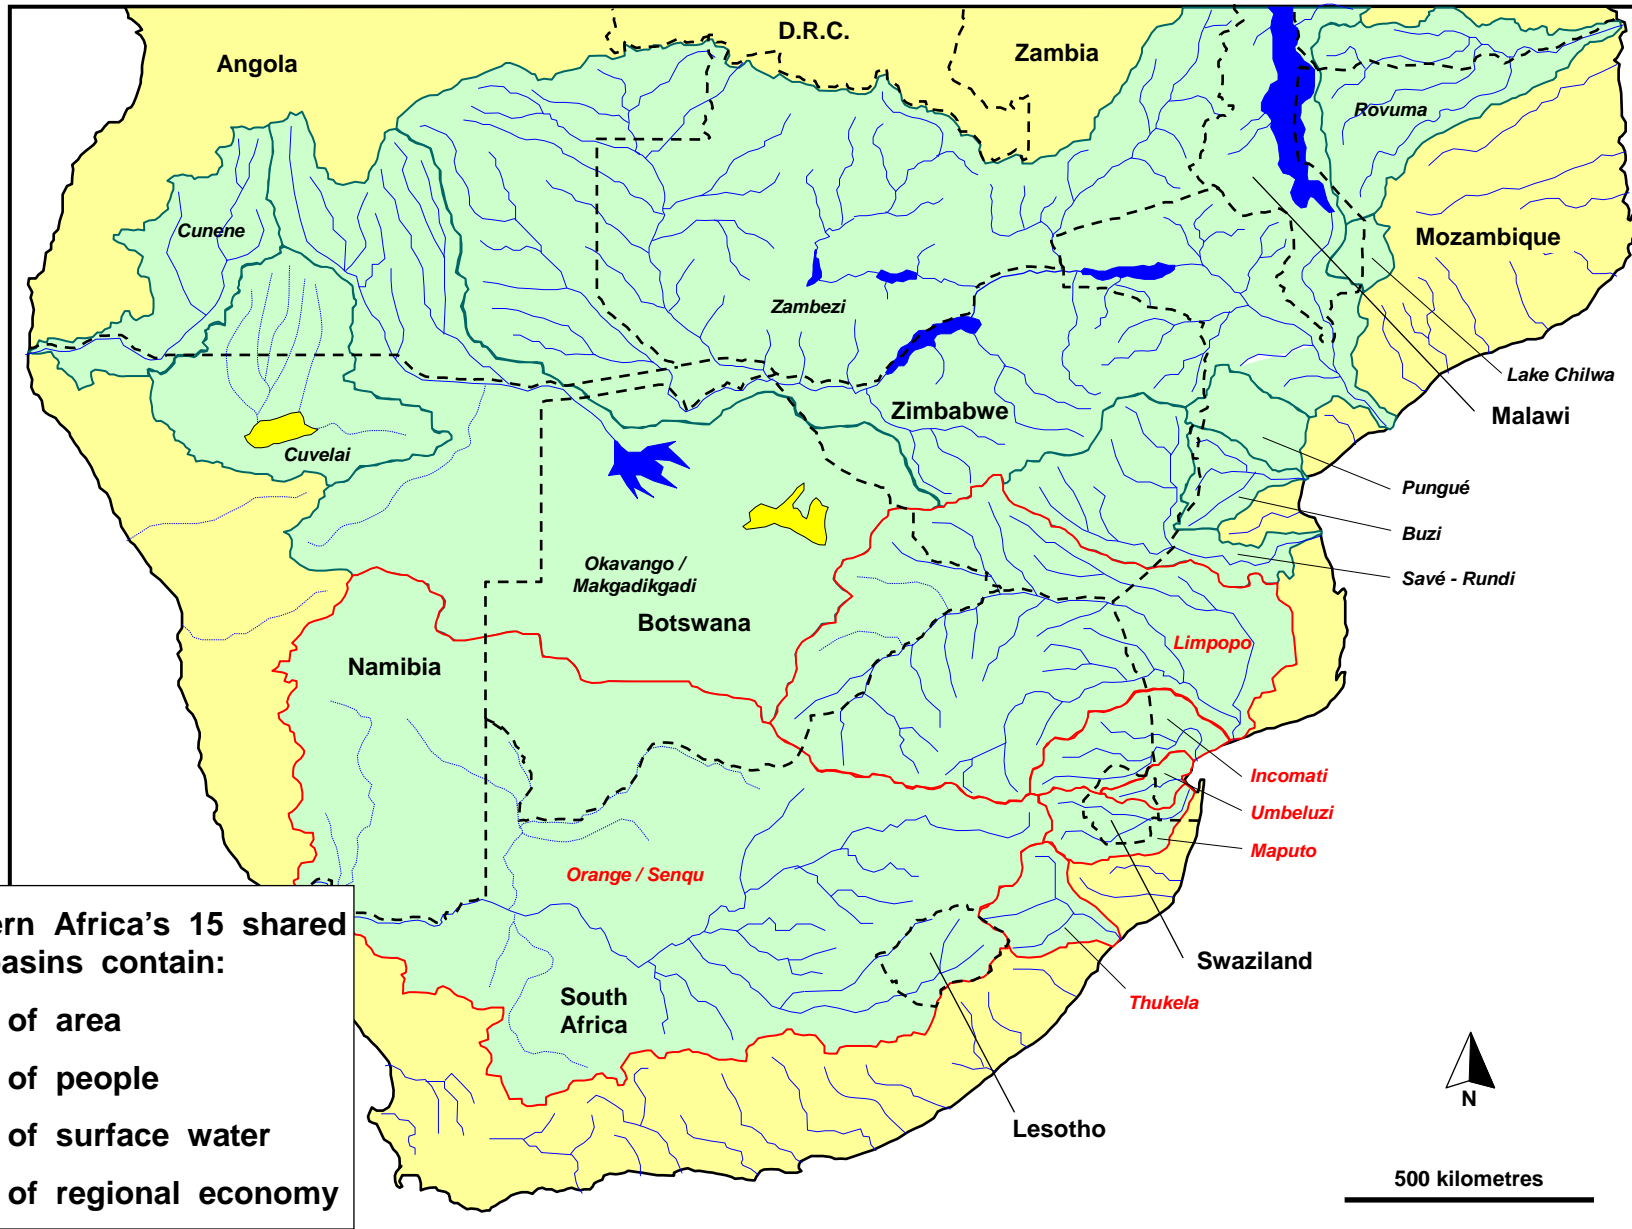 D.R.C.
Angola
Zambia
Rovuma
Cunene
Mozambique
Zambezi
Lake Chilwa
Zimbabwe
Malawi
Cuvelai
Pungué
Buzi
Okavango /
Makgadikgadi
Savé - Rundi
Botswana
Limpopo
Namibia
Incomati
Umbeluzi
Maputo
Orange / Senqu
Swaziland
Thukela
South
Africa
Lesotho
N
500 kilometres
ern Africa's 15 shared
basins contain:
of area
of people
of surface water
of regional economy